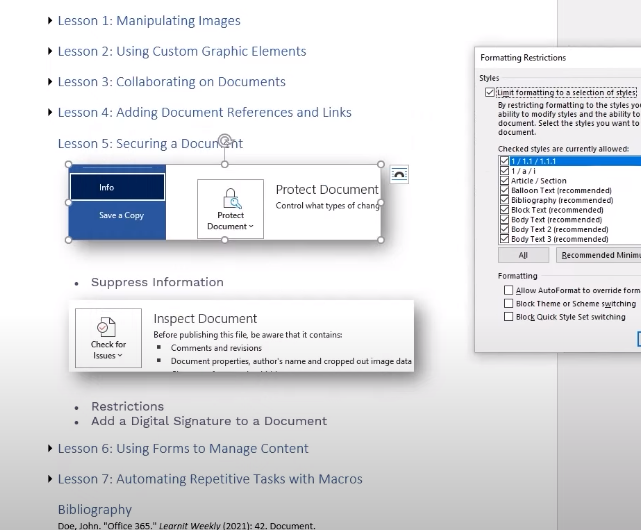 Lesson 1: Manipulating Images
Lesson 2: Using Custom Graphic Elements
Lesson 3: Collaborating on Documents
Lesson 4: Adding Document References and Links
Lesson 5: Securing a Document
Info
Save a Copy
Protect
Document
Protect Document
Control what types of
Suppress Information
Check for
Issues
Inspect Document
Before publishing this file, be aware that it contains:
Comments and revisions
Document properties, author's name and cropped out image data
Restrictions
Add a Digital Signature to a Document
Lesson 6: Using Forms to Manage Content
Lesson 7: Automating Repetitive Tasks with Macros
Bibliography
Doe, John. "Office 365." LearnIt Weekly (2021): 42. Document.
Formatting Restrictions
Styles
Limit formatting to a selection of styles
By restricting formatting to the styles
ability to modify styles and the ability to
document. Select the styles you want to
document.
Checked styles are currently allowed:
1 / 1.1 / 1.1.1
1 / a / i
Article / Section
Balloon Text (recommended)
Bibliography (recommended)
Block Text (recommended)
Body Text (recommended)
Body Text 2 (recommended)
Body Text 3 (recommended)
All
Recommended
Formatting
Allow AutoFormat to override
Block Theme or Scheme switching
Block Quick Style Set switching